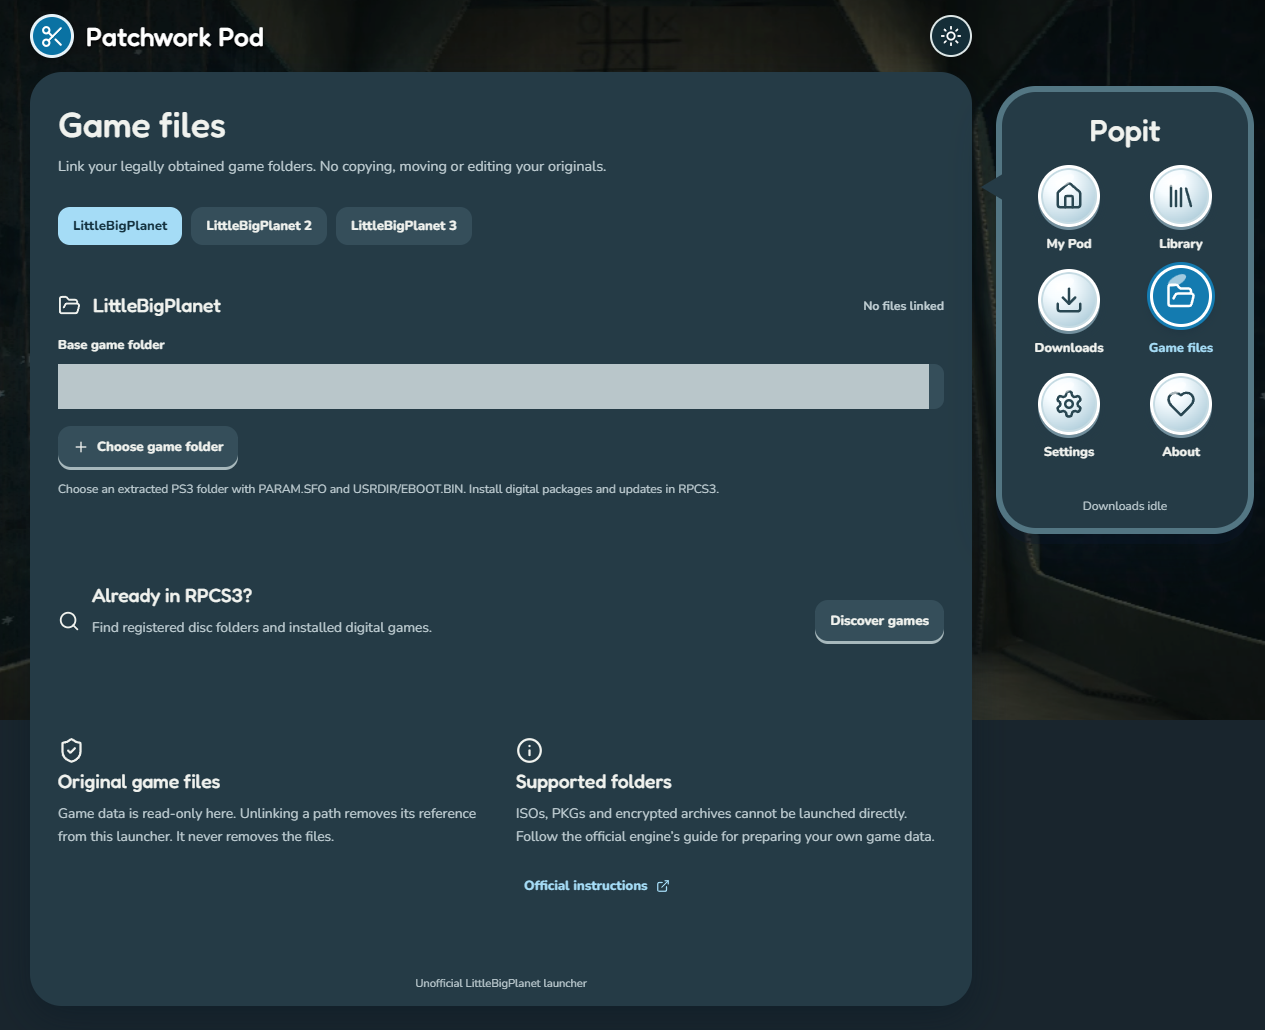 Patchwork Pod
Game files
Link your legally obtained game folders. No copying, moving or editing your originals.
LittleBigPlanet
LittleBigPlanet 2
LittleBigPlanet 3
LittleBigPlanet
No files linked
Base game folder
Choose game folder
Choose an extracted PS3 folder with PARAM.SFO and USRDIR/EBOOT.BIN. Install digital packages and updates in RPCS3.
Already in RPCS3?
Find registered disc folders and installed digital games.
Discover games
Original game files
Game data is read-only here. Unlinking a path removes its reference
from this launcher. It never removes the files.
Supported folders
ISOs, PKGs and encrypted archives cannot be launched directly.
Follow the official engine's guide for preparing your own game data.
Official instructions
Unofficial LittleBigPlanet launcher
Popit
My Pod
Library
Downloads
Game files
Settings
About
Downloads idle